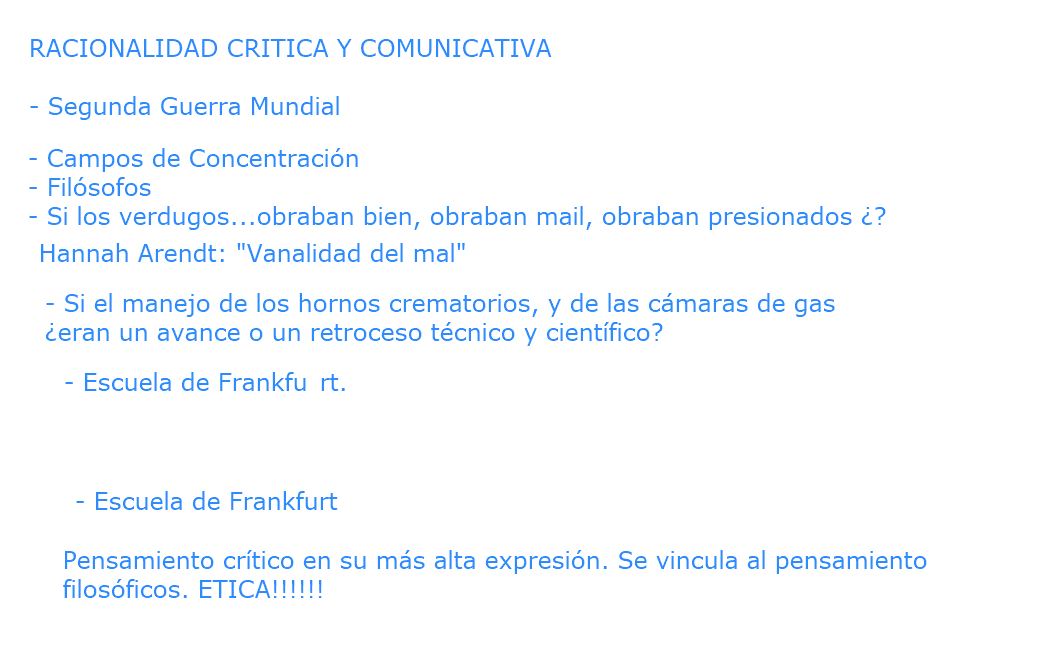 RACIONALIDAD CRITICA Y COMUNICATIVA
- Segunda Guerra Mundial
- Campos de Concentración
- Filósofos
- Si los verdugos...obraban bien, obraban mail, obraban presionados ¿?
Hannah Arendt: "Vanalidad del mal"
- Si el manejo de los hornos crematorios, y de las cámaras de gas
¿eran un avance o un retroceso técnico y científico?
- Escuela de Frankfu rt.
- Escuela de Frankfurt
Pensamiento crítico en su más alta expresión. Se vincula al pensamiento
filosóficos. ETICA!!!!!!